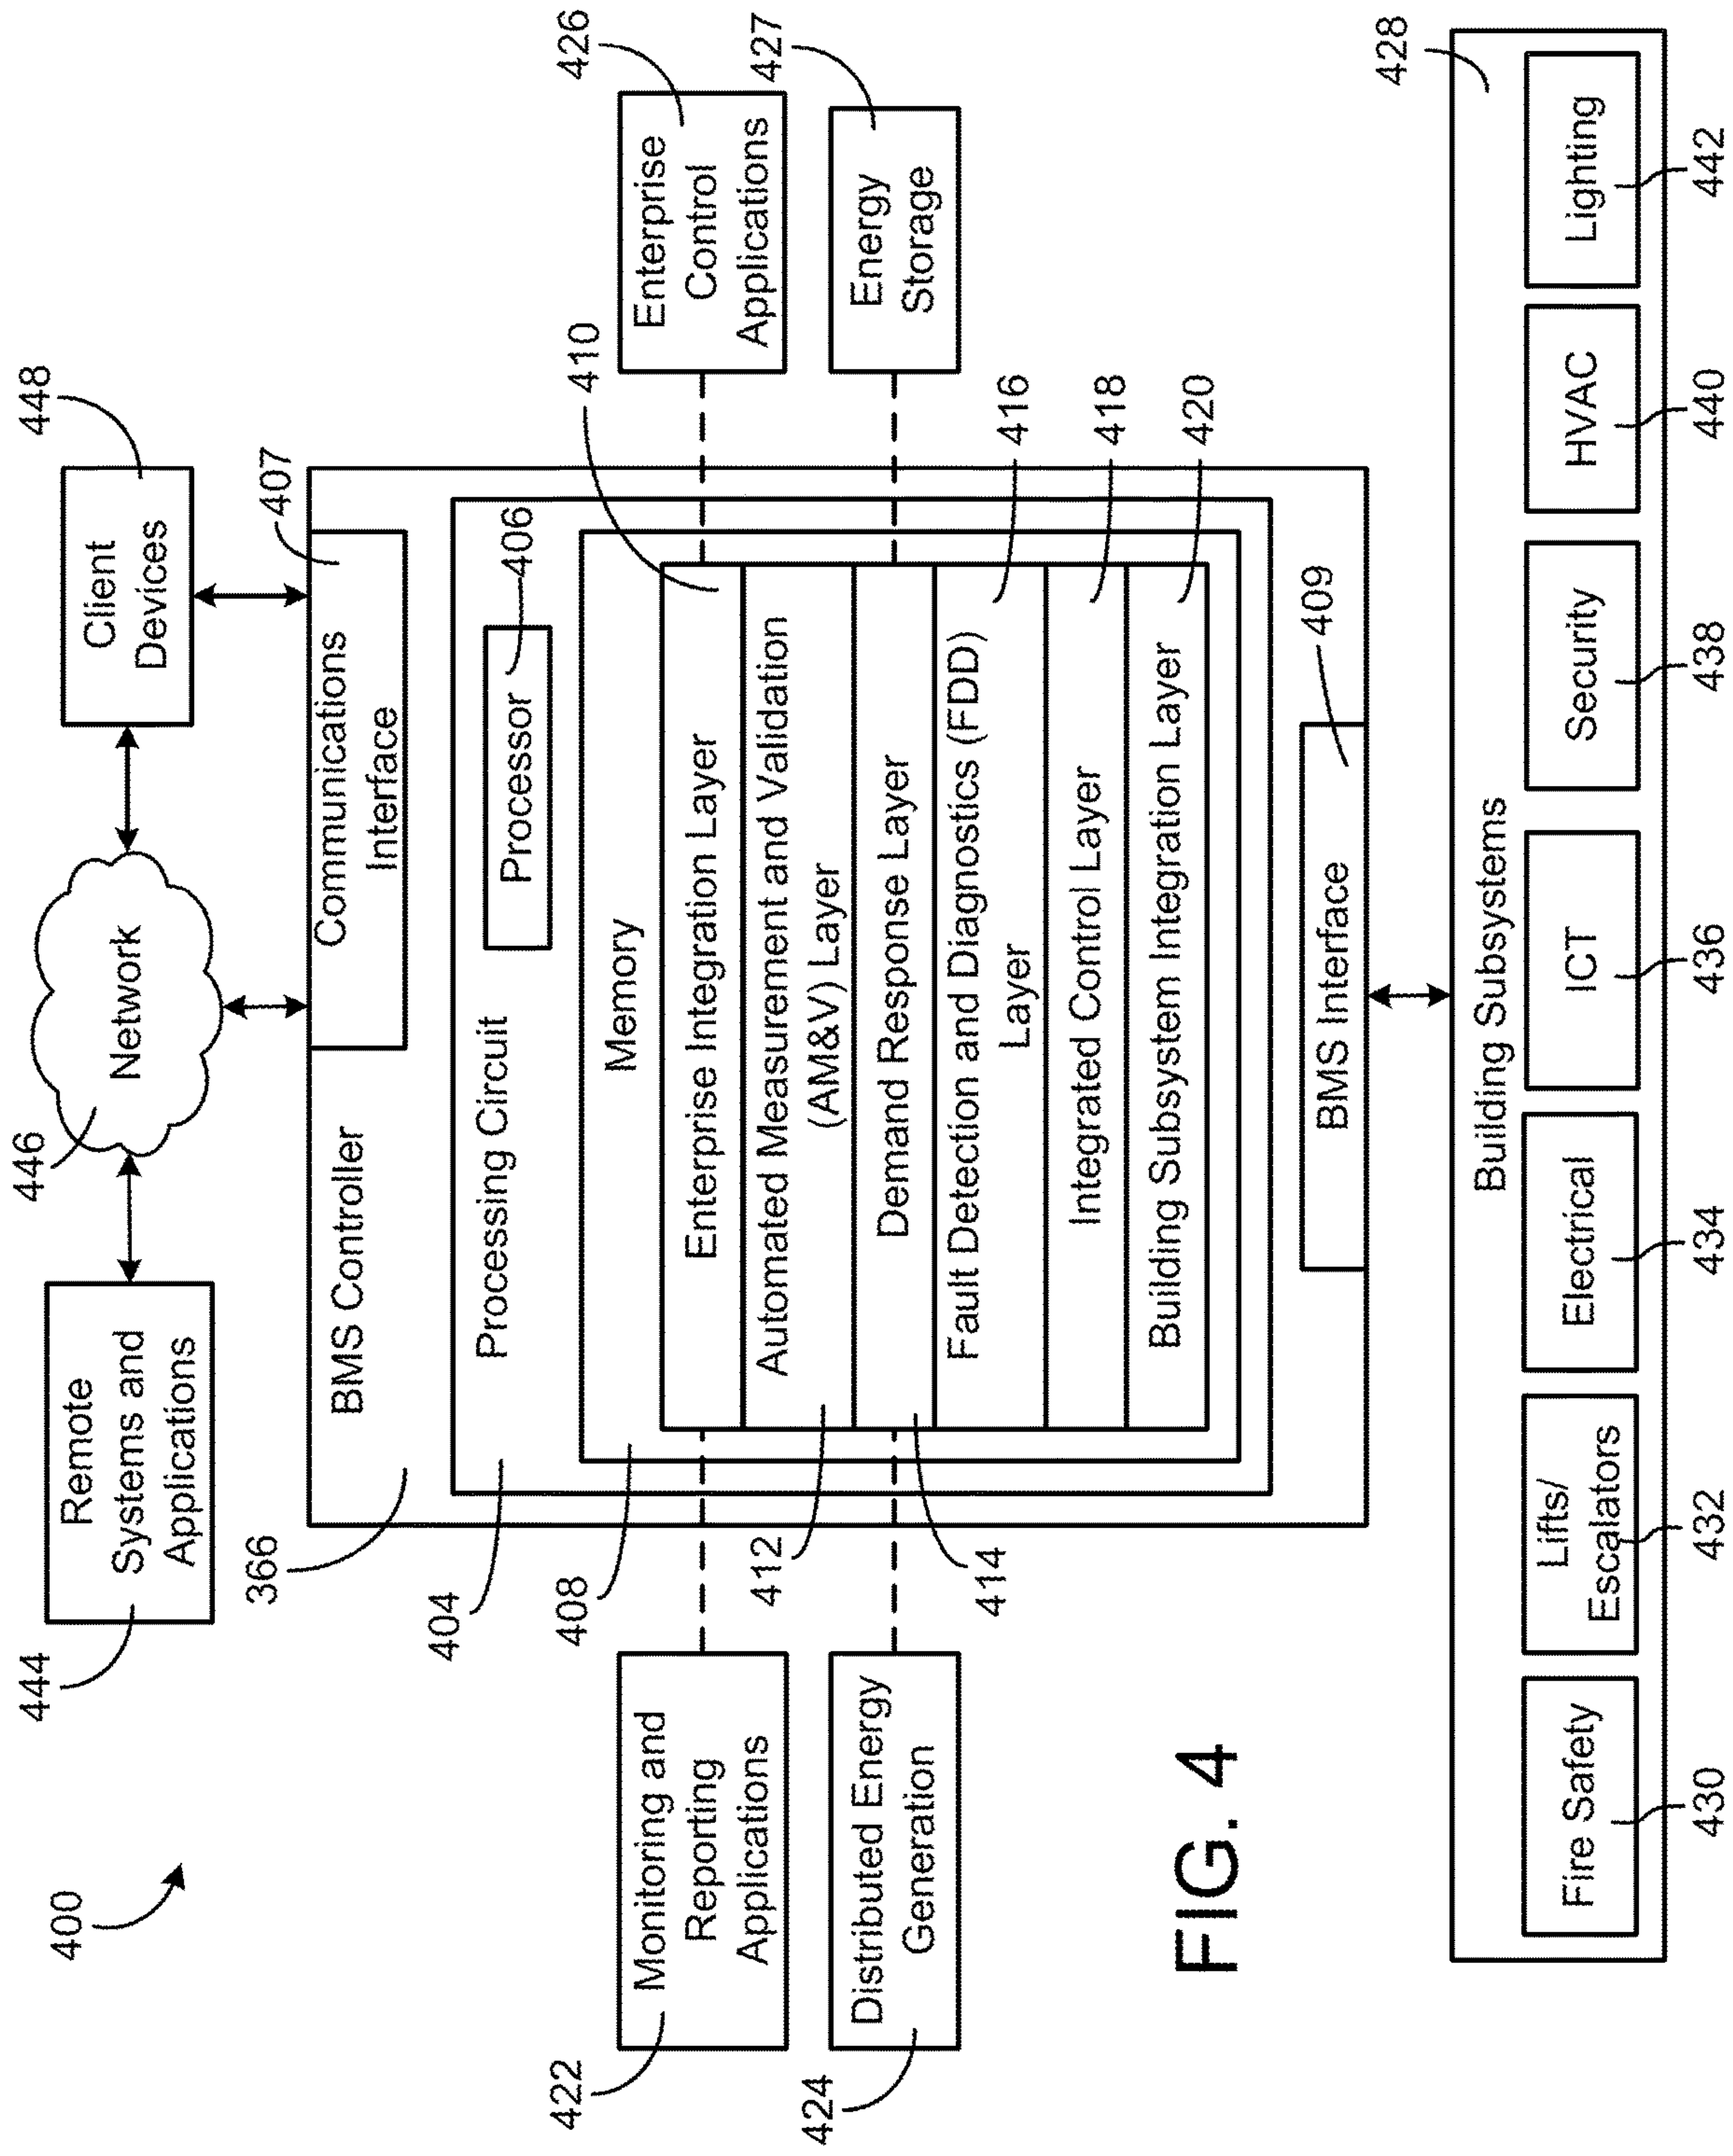 400
444
Remote
Systems and
Applications
446
Network
448
Client
Devices
366
BMS Controller
407
Communications
Interface
404
Processing Circuit
Processor
406
408
Memory
410
Enterprise Integration Layer
412
Automated Measurement and Validation
(AM&V) Layer
414
Demand Response Layer
416
Fault Detection and Diagnostics (FDD)
Layer
418
Integrated Control Layer
420
Building Subsystem Integration Layer
BMS Interface
409
422
Monitoring and
Reporting
Applications
424
Distributed Energy
Generation
426
Enterprise
Control
Applications
427
Energy
Storage
428
Building Subsystems
Fire Safety
Lifts/
Escalators
Electrical
ICT
Security
HVAC
Lighting
430
432
434
436
438
440
442
FIG. 4